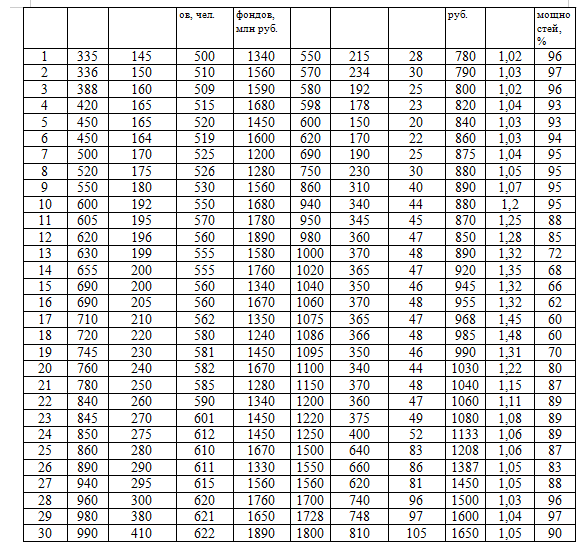 ов, чел. фондов, руб. мощно
млн руб. стей,
%
1 335 145 500 1340 550 215 28 780 1,02 96
2 336 150 510 1560 570 234 30 790 1,03 97
3 388 160 509 1590 580 192 25 800 1,02 96
4 420 165 515 1680 598 178 23 820 1,04 93
5 450 165 520 1450 600 150 20 840 1,03 93
6 450 164 519 1600 620 170 22 860 1,03 94
7 500 170 525 1200 690 190 25 875 1,04 95
8 520 175 526 1280 750 230 30 880 1,05 95
9 550 180 530 1560 860 310 40 890 1,07 95
10 600 192 550 1680 940 340 44 880 1,2 95
11 605 195 570 1780 950 345 45 870 1,25 88
12 620 196 560 1890 980 360 47 850 1,28 85
13 630 199 555 1580 1000 370 48 890 1,32 72
14 655 200 555 1760 1020 365 47 920 1,35 68
15 690 200 560 1340 1040 350 46 945 1,32 66
16 690 205 560 1670 1060 370 48 955 1,32 62
17 710 210 562 1350 1075 365 47 968 1,45 60
18 720 220 580 1240 1086 366 48 985 1,48 60
19 745 230 581 1450 1095 350 46 990 1,31 70
20 760 240 582 1670 1100 340 44 1030 1,22 80
21 780 250 585 1280 1150 370 48 1040 1,15 87
22 840 260 590 1340 1200 360 47 1060 1,11 89
23 845 270 601 1450 1220 375 49 1080 1,08 89
24 850 275 612 1450 1250 400 52 1133 1,06 89
25 860 280 610 1670 1500 640 83 1208 1,06 87
26 890 290 611 1330 1550 660 86 1387 1,05 83
27 940 295 615 1560 1560 620 81 1450 1,05 88
28 960 300 620 1760 1700 740 96 1500 1,03 96
29 980 380 621 1650 1728 748 97 1600 1,04 97
30 990 410 622 1890 1800 810 105 1650 1,05 90